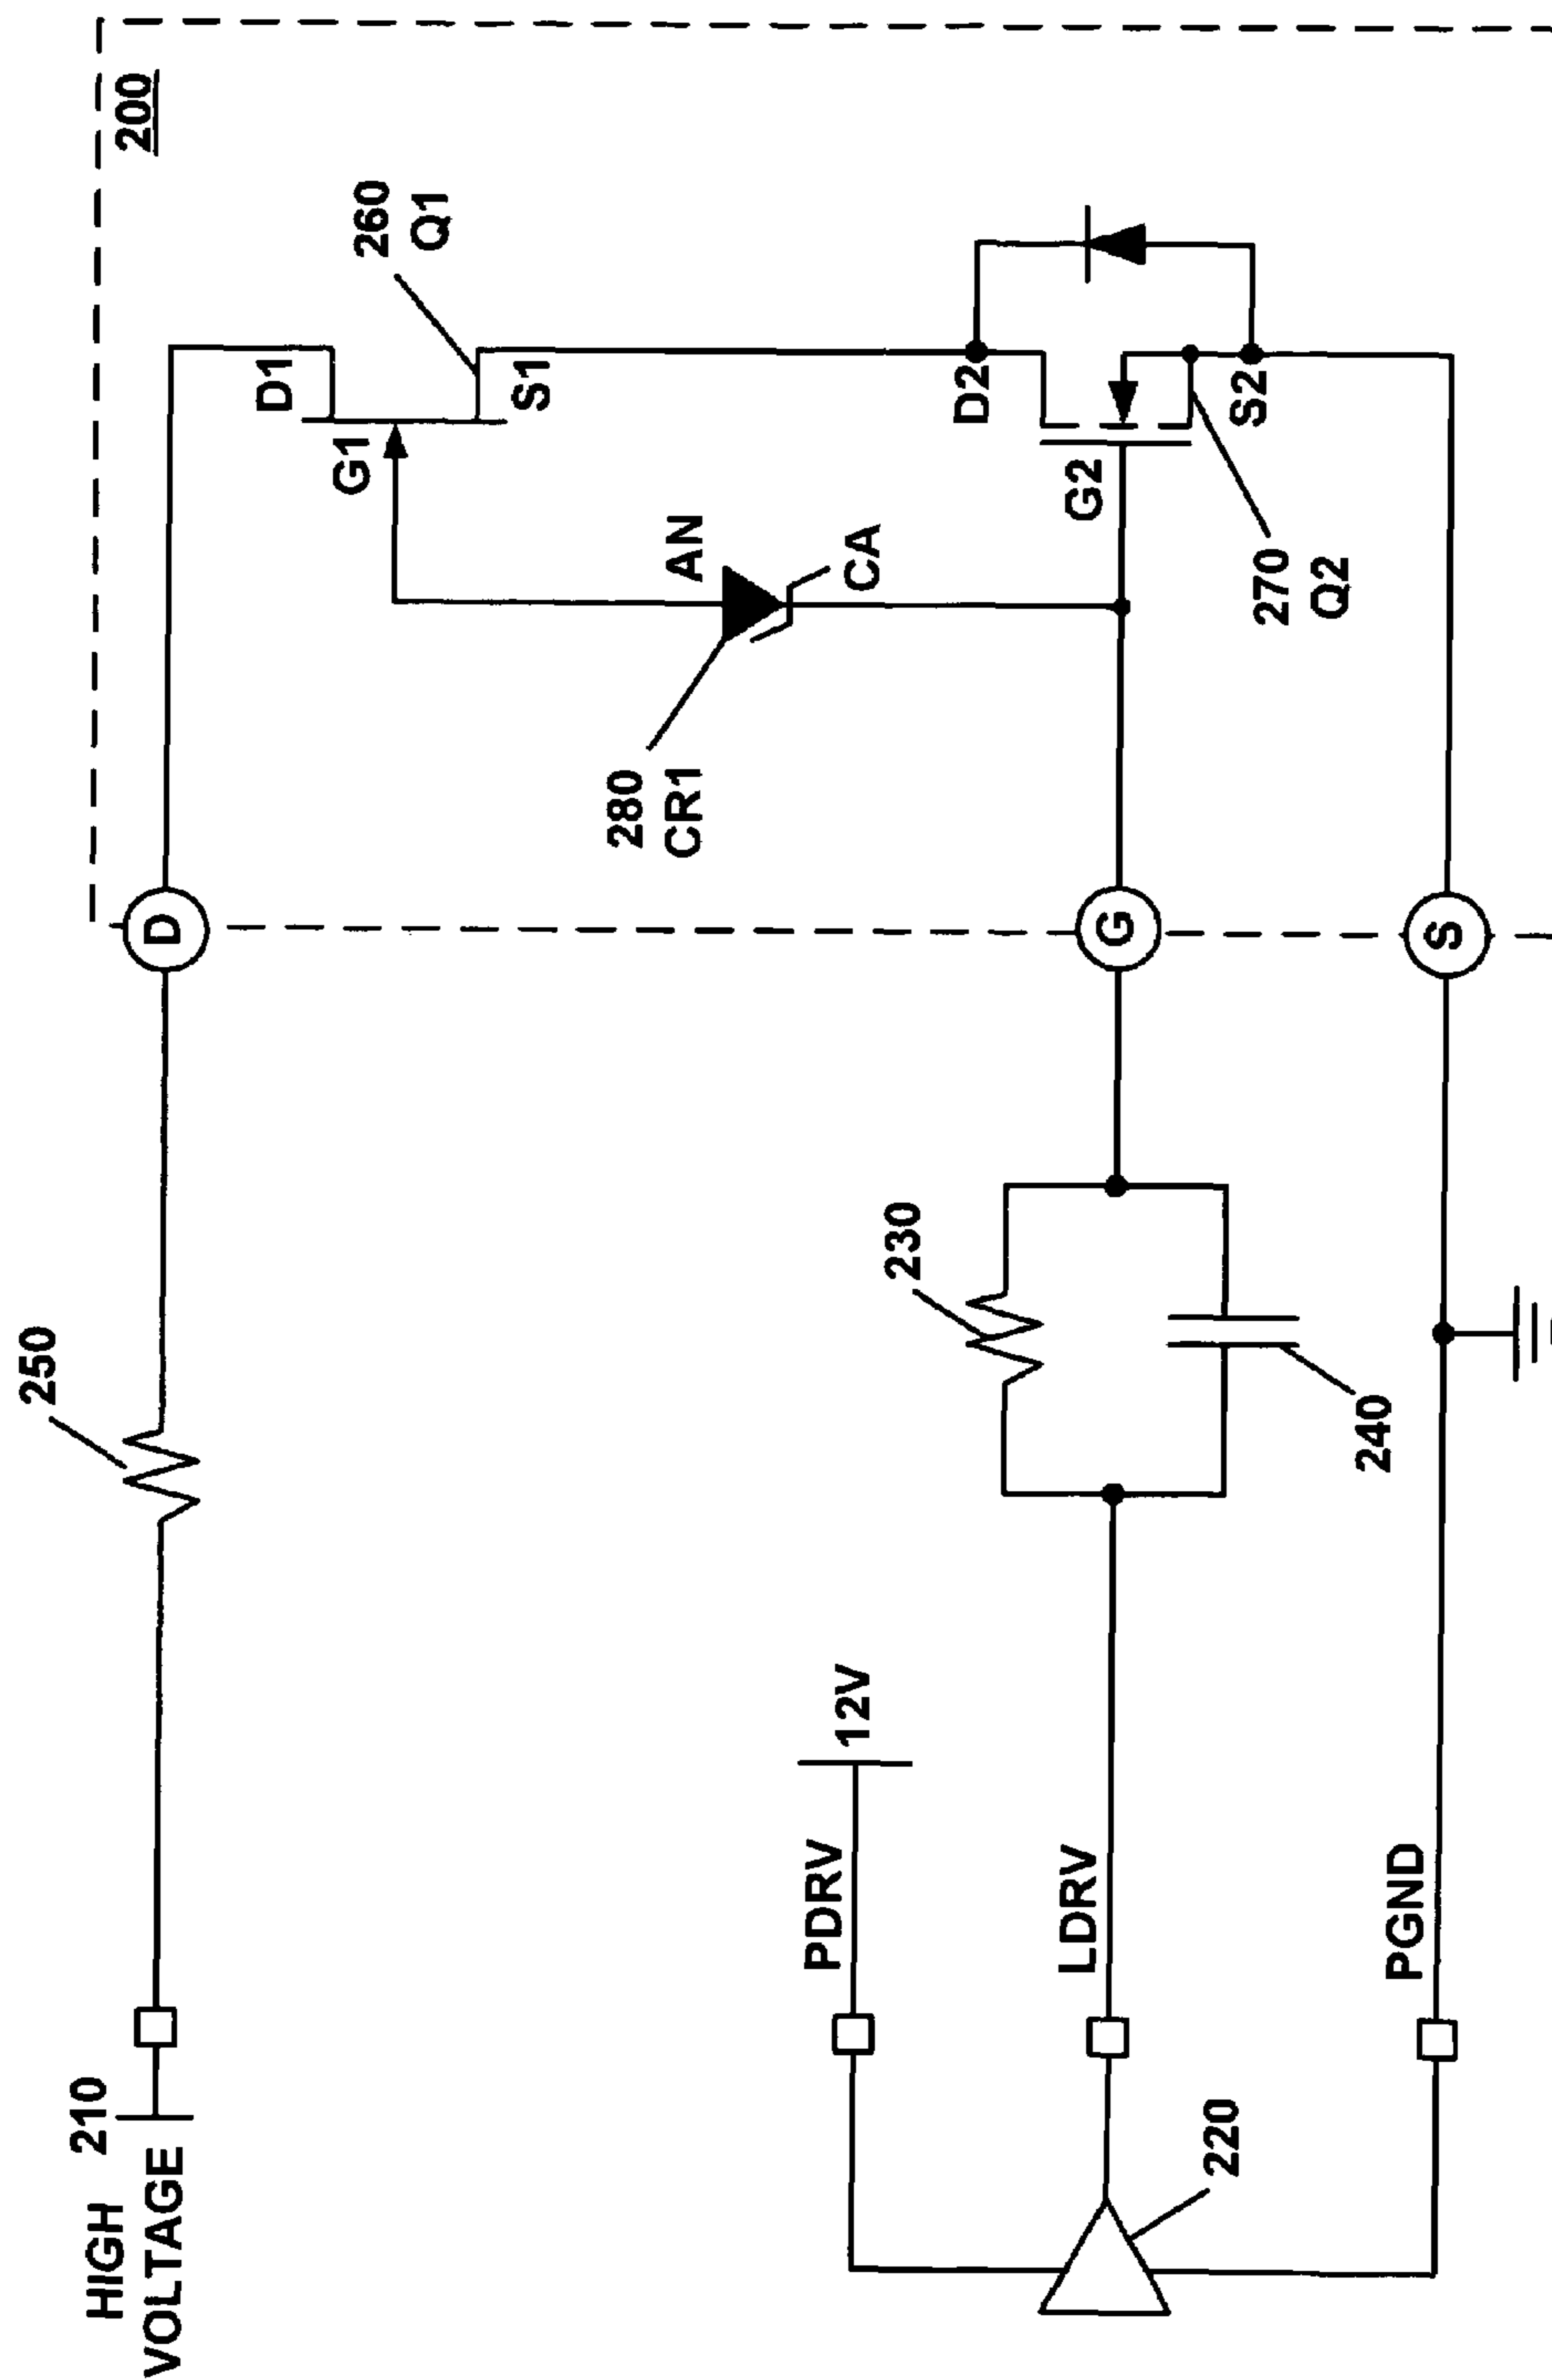 200
260
Q1
D1
G1
S1
D2
G2
S2
270
Q2
AN
CA
280
CR1
D
G
S
250
230
240
12V
PDRV
LDRV
PGND
HIGH 210
VOLTAGE
220